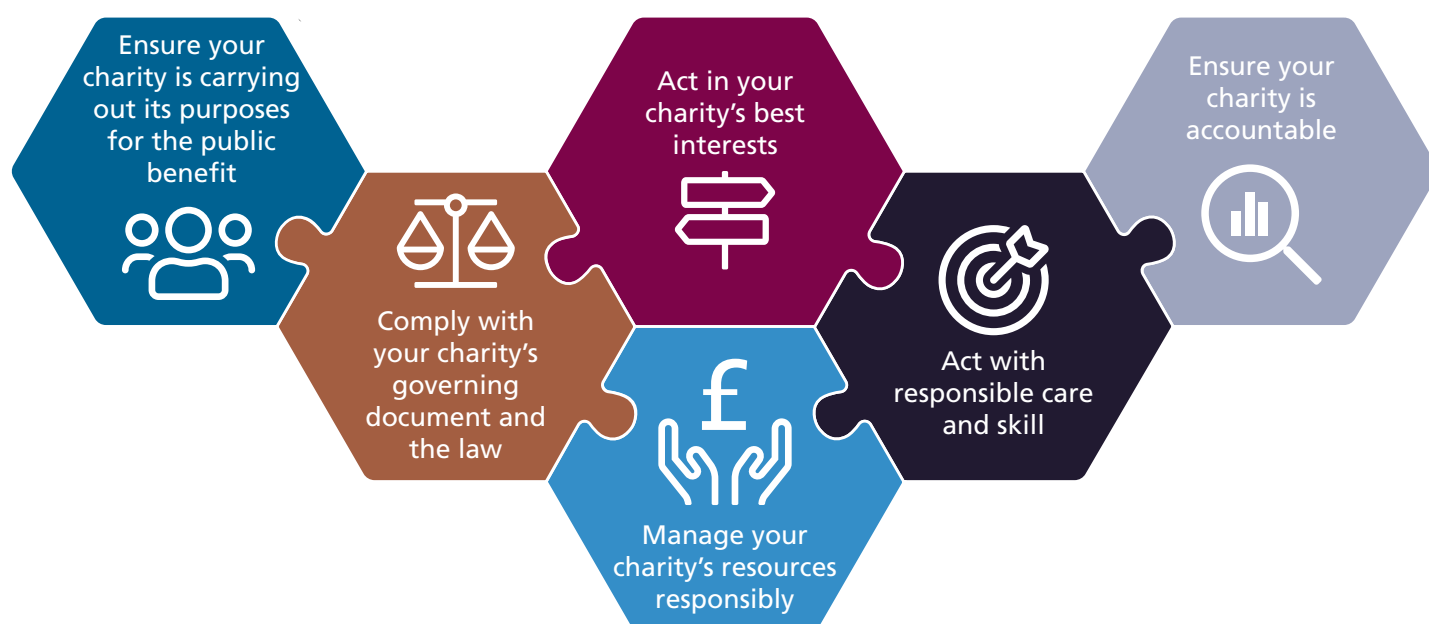 Ensure your
charity is carrying
out its purposes
for the public
benefit
Comply with
your charity’s
governing
document and
the law
Act in your
charity’s best
interests
£
Manage your
charity’s resources
responsibly
Act with
responsible care
and skill
Ensure your
charity is
accountable